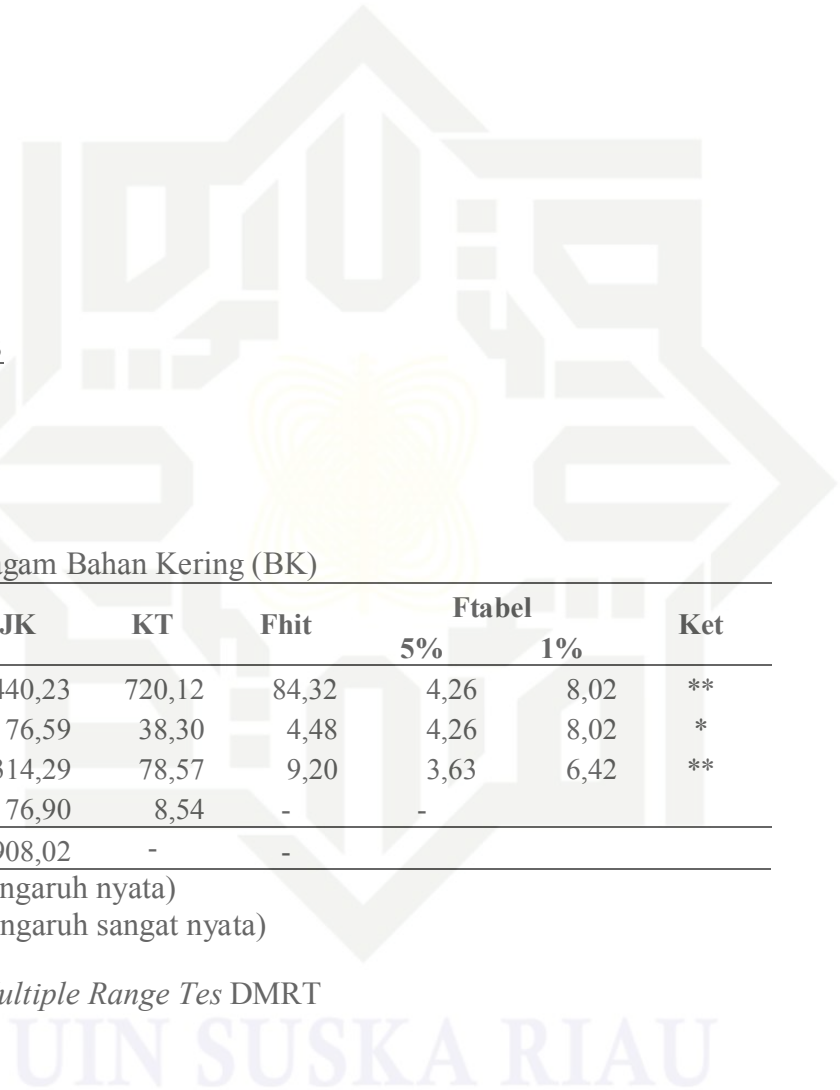 agam Bahan Kering (BK)
JK KT Fhit Ftabel Ket
5% 1%
440,23 720,12 84,32 4,26 8,02 **
76,59 38,30 4,48 4,26 8,02 *
314,29 78,57 9,20 3,63 6,42 **
76,90 8,54 - -
908,02 - -
ngaruh nyata)
ngaruh sangat nyata)
ultiple Range Tes DMRT
UIN SUSKA RIAU